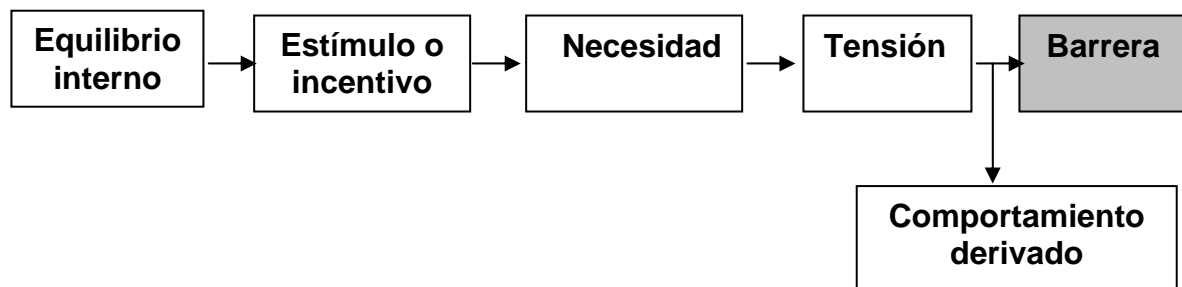 Equilibrio
interno
Estímulo o
incentivo
Necesidad
Tensión
Barrera
Comportamiento
derivado